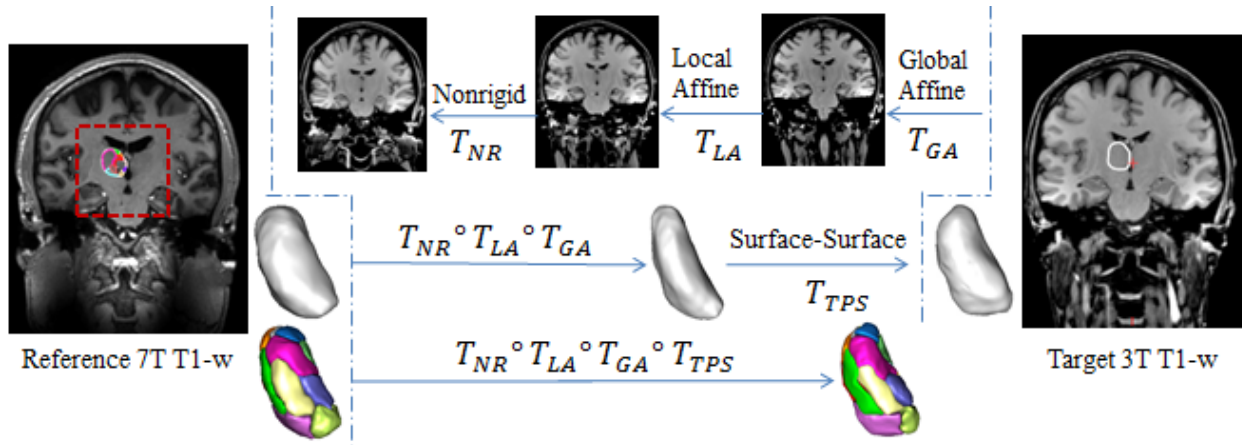 Nonrigid
T_NR
Local
Affine
T_LA
Global
Affine
T_GA
T_NR ° T_LA ° T_GA
Surface-Surface
T_TPS
Reference 7T T1-w
T_NR ° T_LA ° T_GA ° T_TPS
Target 3T T1-w